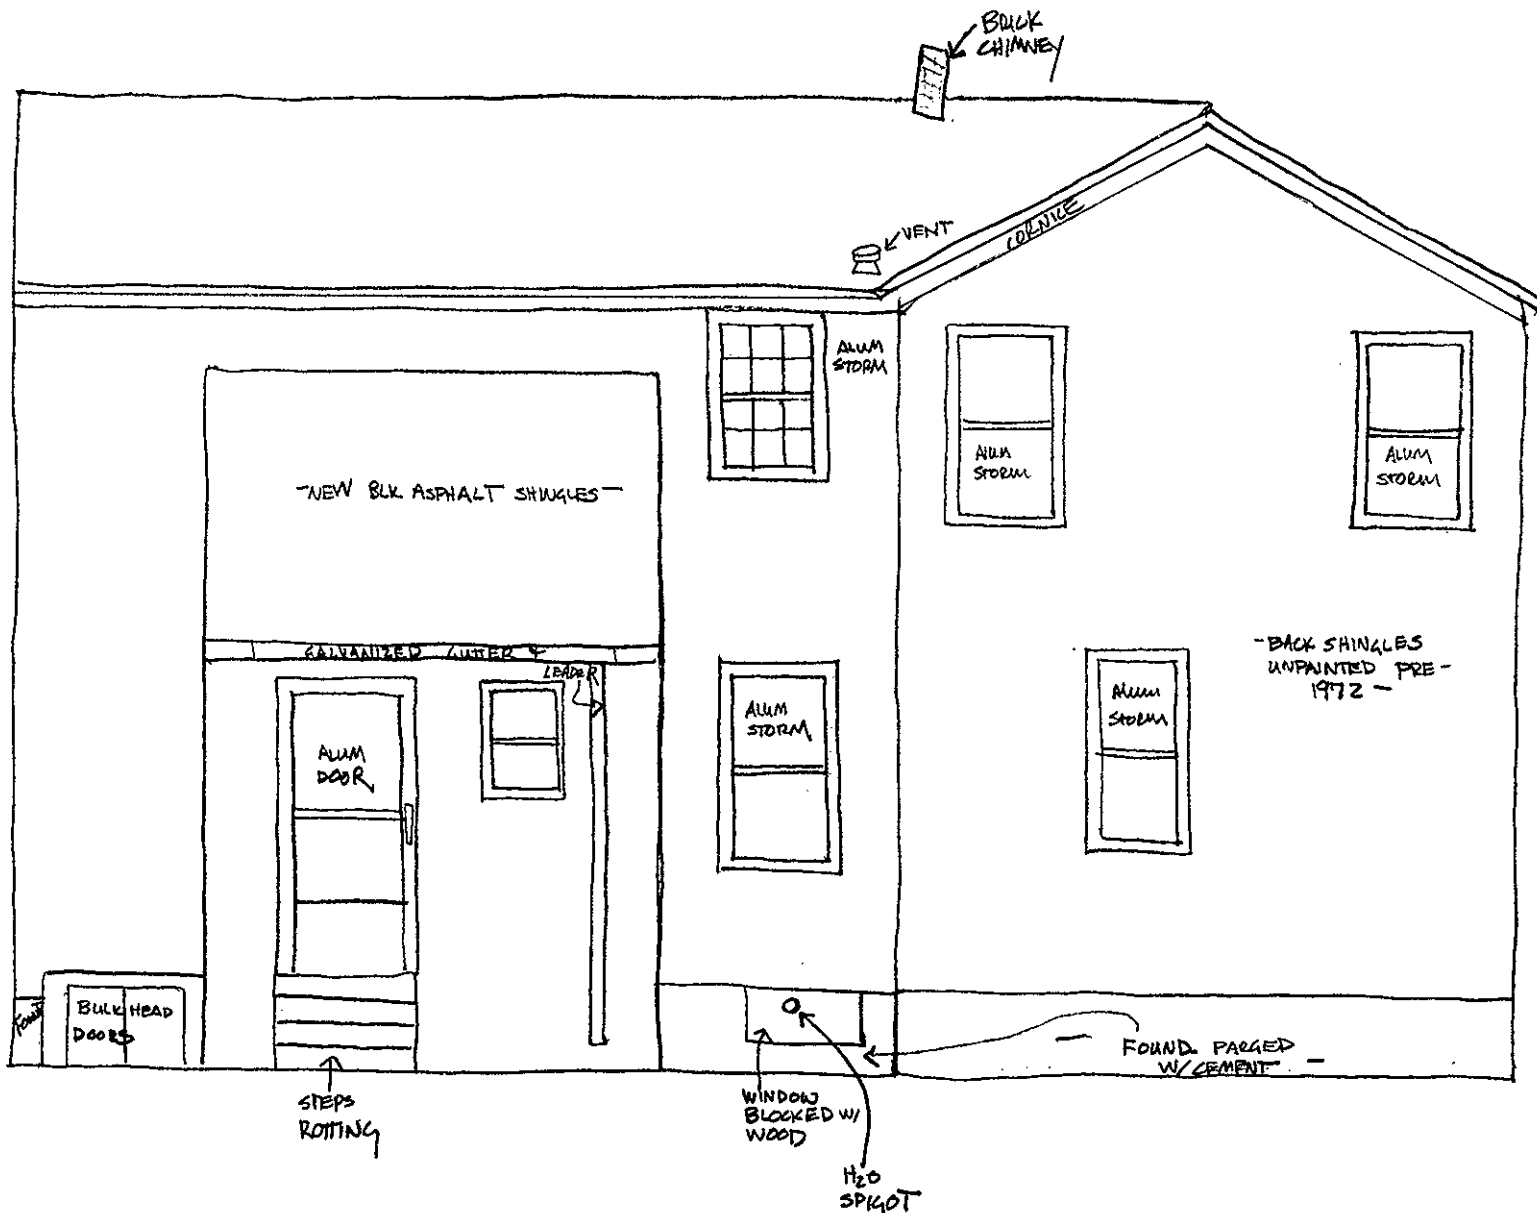 BRICK
CHIMNEY
VENT
CORNICE
ALUM
STORM
ALUM
STORM
ALUM
STORM
-NEW BLK ASPHALT SHINGLES-
GALVANIZED GUTTER &
LEADER
-BACK SHINGLES
UNPAINTED PRE-
1972-
ALUM
DOOR
ALUM
STORM
ALUM
STORM
FOUND
BULK HEAD
DOORS
FOUND. PARGED
W/CEMENT -
STEPS
ROTTING
WINDOW
BLOCKED W/
WOOD
H2O
SPIGOT